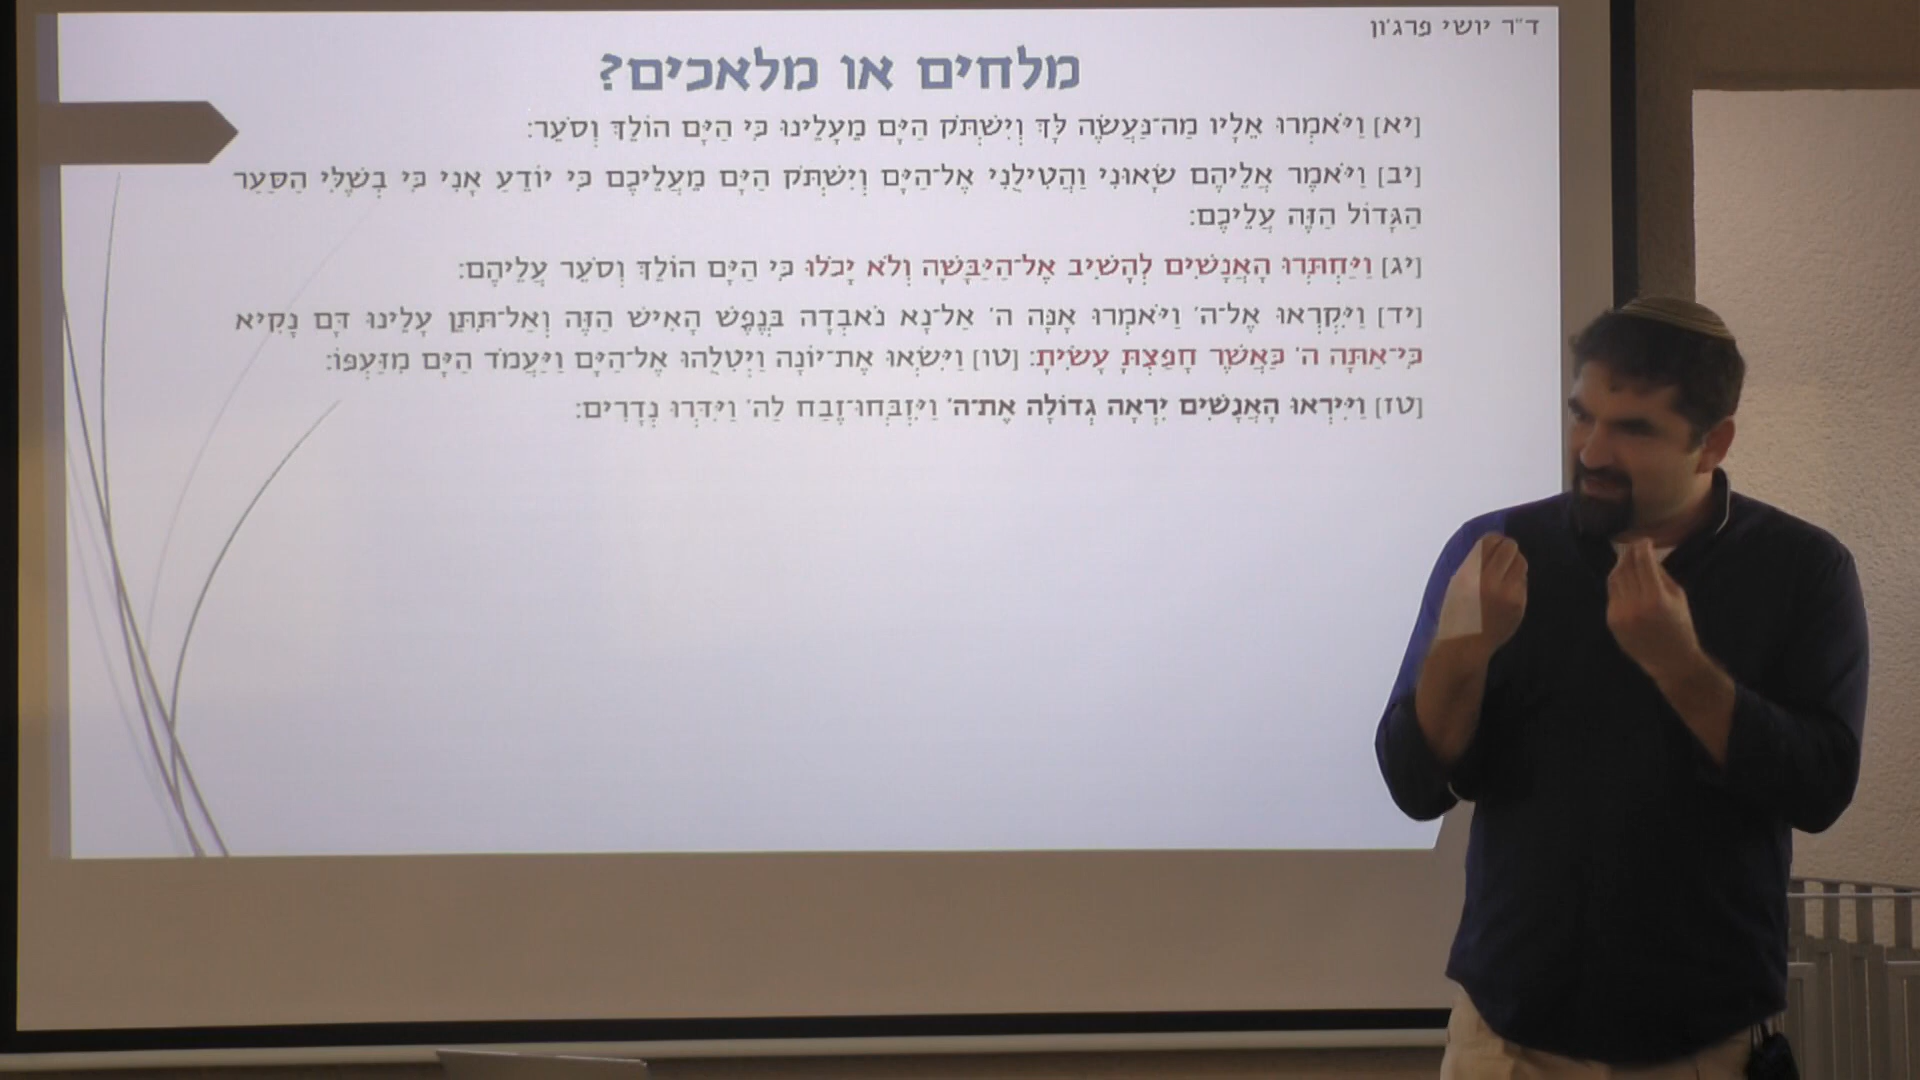 ד״ר יושי פרג׳ון
מלחים או מלאכים?
[יא] וַיֹּאמְרוּ אֵלָיו מַה־נַּעֲשֶׂה לָּךְ וְיִשְׁתֹּק הַיָּם מֵעָלֵינוּ כִּי הַיָּם הוֹלֵךְ וְסֹעֵר:
[יב] וַיֹּאמֶר אֲלֵיהֶם שָׂאוּנִי וַהֲטִילֻנִי אֶל־הַיָּם וְיִשְׁתֹּק הַיָּם מֵעֲלֵיכֶם כִּי יוֹדֵעַ אָנִי כִּי בְשֶׁלִּי הַסַּעַר
הַגָּדוֹל הַזֶּה עֲלֵיכֶם:
[יג] וַיַּחְתְּרוּ הָאֲנָשִׁים לְהָשִׁיב אֶל־הַיַּבָּשָׁה וְלֹא יָכֹלוּ כִּי הַיָּם הוֹלֵךְ וְסֹעֵר עֲלֵיהֶם:
[יד] וַיִּקְרְאוּ אֶל־ה׳ וַיֹּאמְרוּ אָנָּה ה׳ אַל־נָא נֹאבְדָה בְּנֶפֶשׁ הָאִישׁ הַזֶּה וְאַל־תִּתֵּן עָלֵינוּ דָּם נָקִיא
כִּי־אַתָּה ה׳ כַּאֲשֶׁר חָפַצְתָּ עָשִׂיתָ: [טו] וַיִּשְׂאוּ אֶת־יוֹנָה וַיְטִלֻהוּ אֶל־הַיָּם וַיַּעֲמֹד הַיָּם מִזַּעְפּוֹ:
[טז] וַיִּירְאוּ הָאֲנָשִׁים יִרְאָה גְדוֹלָה אֶת־ה׳ וַיִּזְבְּחוּ־זֶבַח לַה׳ וַיִּדְּרוּ נְדָרִים: